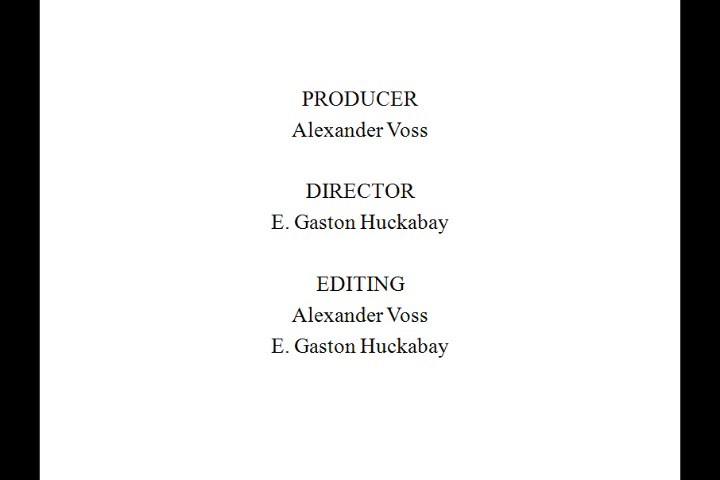 PRODUCER
Alexander Voss
DIRECTOR
E. Gaston Huckabay
EDITING
Alexander Voss
E. Gaston Huckabay